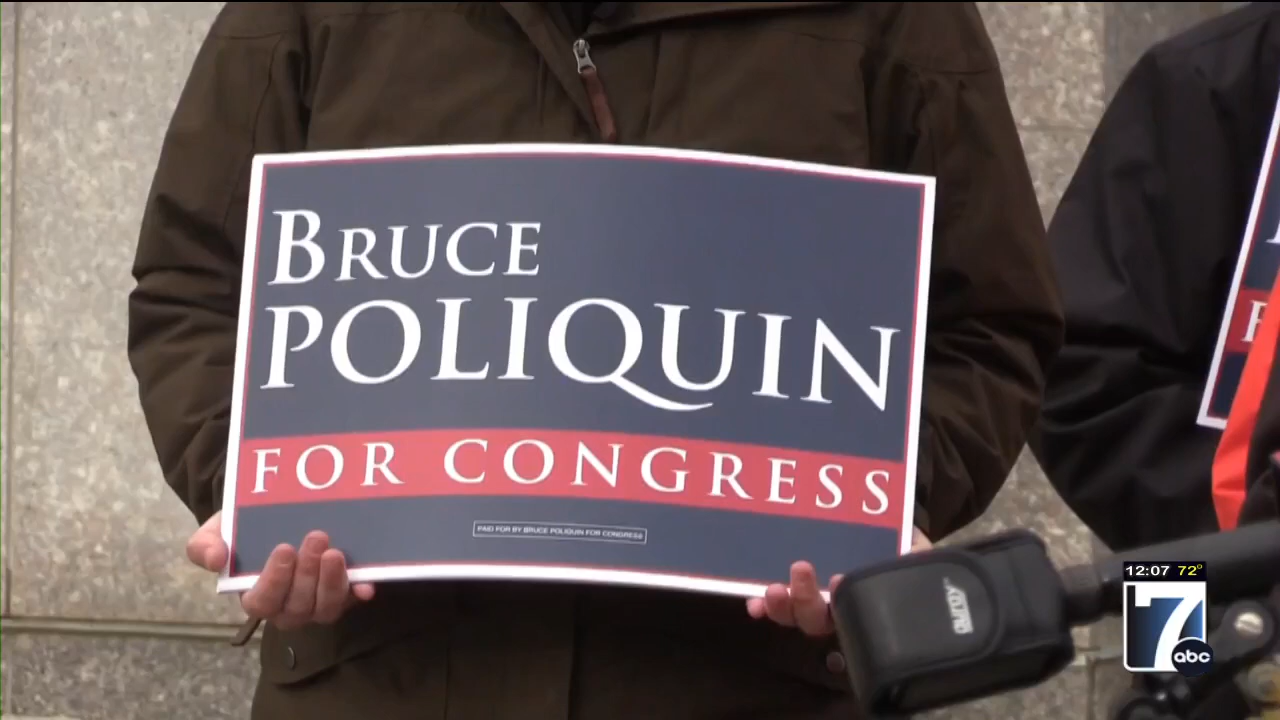 BRUCE
POLIQUIN
FOR CONGRESS
PAID FOR BY BRUCE POLIQUIN FOR CONGRESS
F
12:07 72°
7
abc